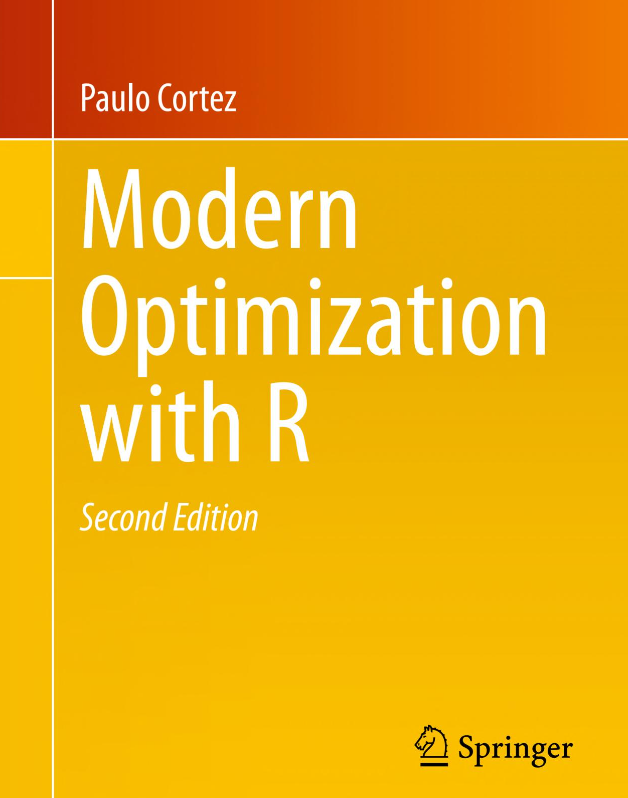 Paulo Cortez
Modern
Optimization
with R
Second Edition
Springer